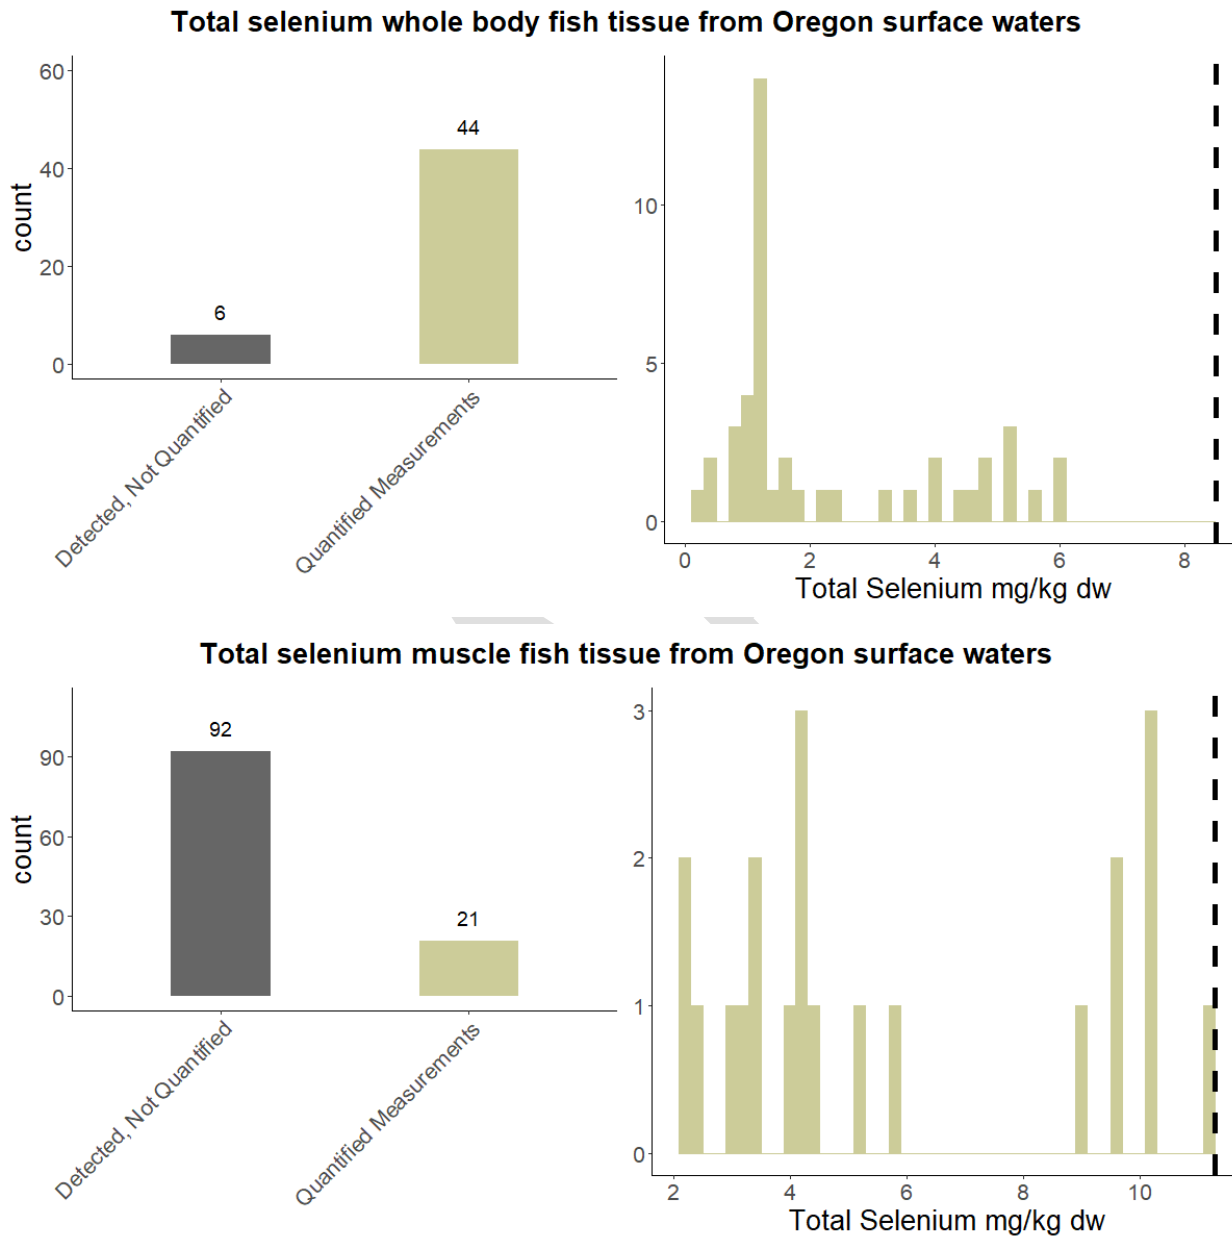 Total selenium whole body fish tissue from Oregon surface waters
count
60
40
20
0
6
44
Detected, Not Quantified
Quantified Measurements
10
5
0
0 2 4 6 8
Total Selenium mg/kg dw
Total selenium muscle fish tissue from Oregon surface waters
count
90
60
30
0
92
21
Detected, Not Quantified
Quantified Measurements
3
2
1
0
2 4 6 8 10
Total Selenium mg/kg dw